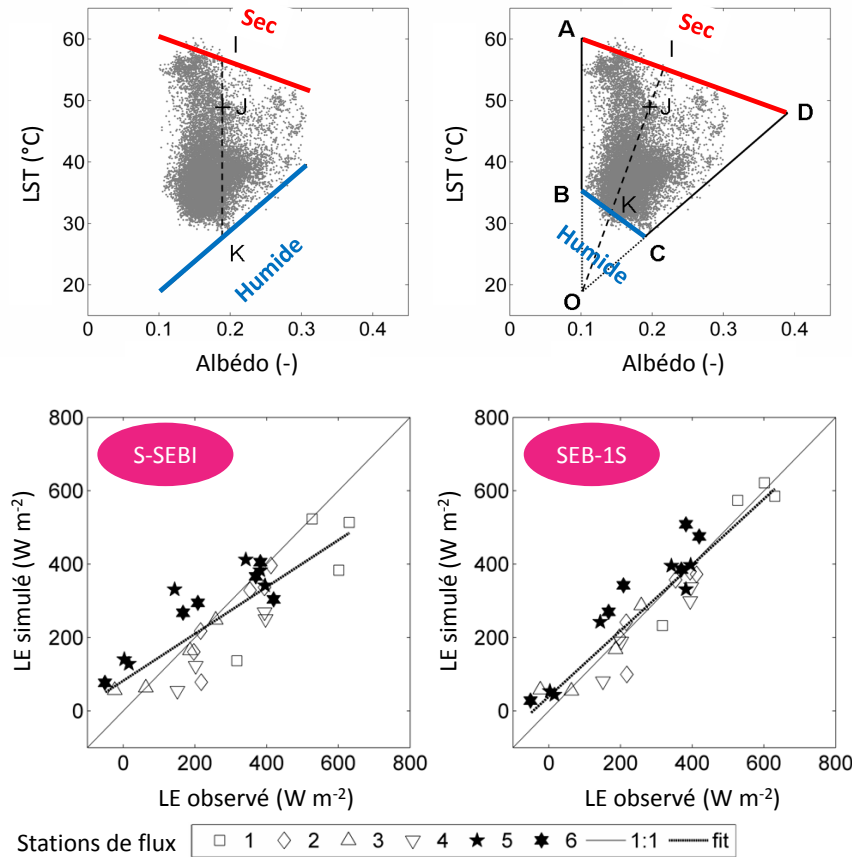 Sec
I
J
K
Humide
LST (°C)
60
50
40
30
20
0
0.1
0.2
0.3
0.4
Albédo (-)
Sec
A
I
D
J
B
K
C
Humide
O
LST (°C)
60
50
40
30
20
0
0.1
0.2
0.3
0.4
Albédo (-)
S-SEBI
LE simulé (W m-2)
800
600
400
200
0
0
200
400
600
800
LE observé (W m-2)
SEB-1S
LE simulé (W m-2)
800
600
400
200
0
0
200
400
600
800
LE observé (W m-2)
Stations de flux 1 2 3 4 5 6 1:1 fit